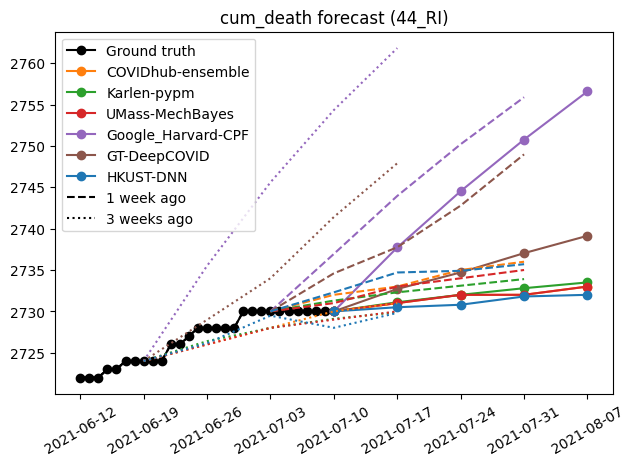 cum_death forecast (44_RI)
2760
2755
2750
2745
2740
2735
2730
2725
Ground truth
COVIDhub-ensemble
Karlen-pypm
UMass-MechBayes
Google_Harvard-CPF
GT-DeepCOVID
HKUST-DNN
1 week ago
3 weeks ago
2021-06-12
2021-06-19
2021-06-26
2021-07-03
2021-07-10
2021-07-17
2021-07-24
2021-07-31
2021-08-07